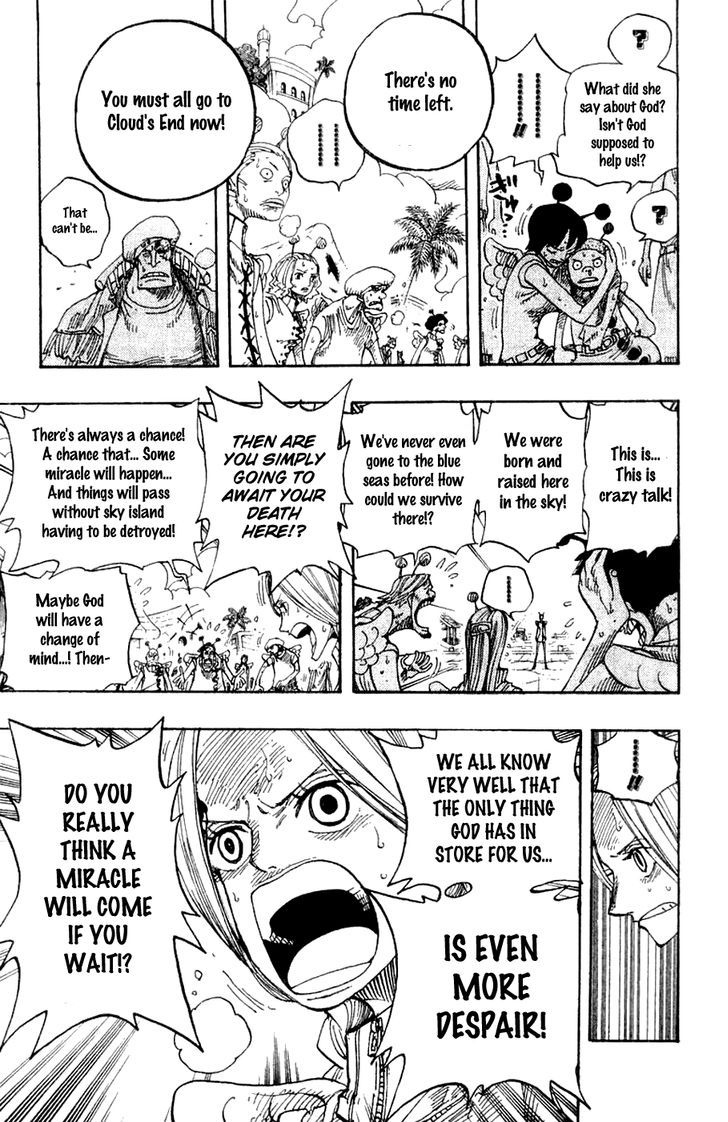 ?
What did she
say about God?
Isn't God
supposed to
help us!?
?
!!
There's no
time left.
You must all go to
Cloud's End now!
That
can't be...
This is...
This is
crazy talk!
We were
born and
raised here
in the sky!
We've never even
gone to the blue
seas before! How
could we survive
there!?
THEN ARE
YOU SIMPLY
GOING TO
AWAIT YOUR
DEATH
HERE!?
There's always a chance!
A chance that... Some
miracle will happen...
And things will pass
without sky island
having to be detroyed!
Maybe God
will have a
change of
mind...! Then-
!!
WE ALL KNOW
VERY WELL THAT
THE ONLY THING
GOD HAS IN
STORE FOR US...
IS EVEN
MORE
DESPAIR!
DO YOU
REALLY
THINK A
MIRACLE
WILL COME
IF YOU
WAIT!?